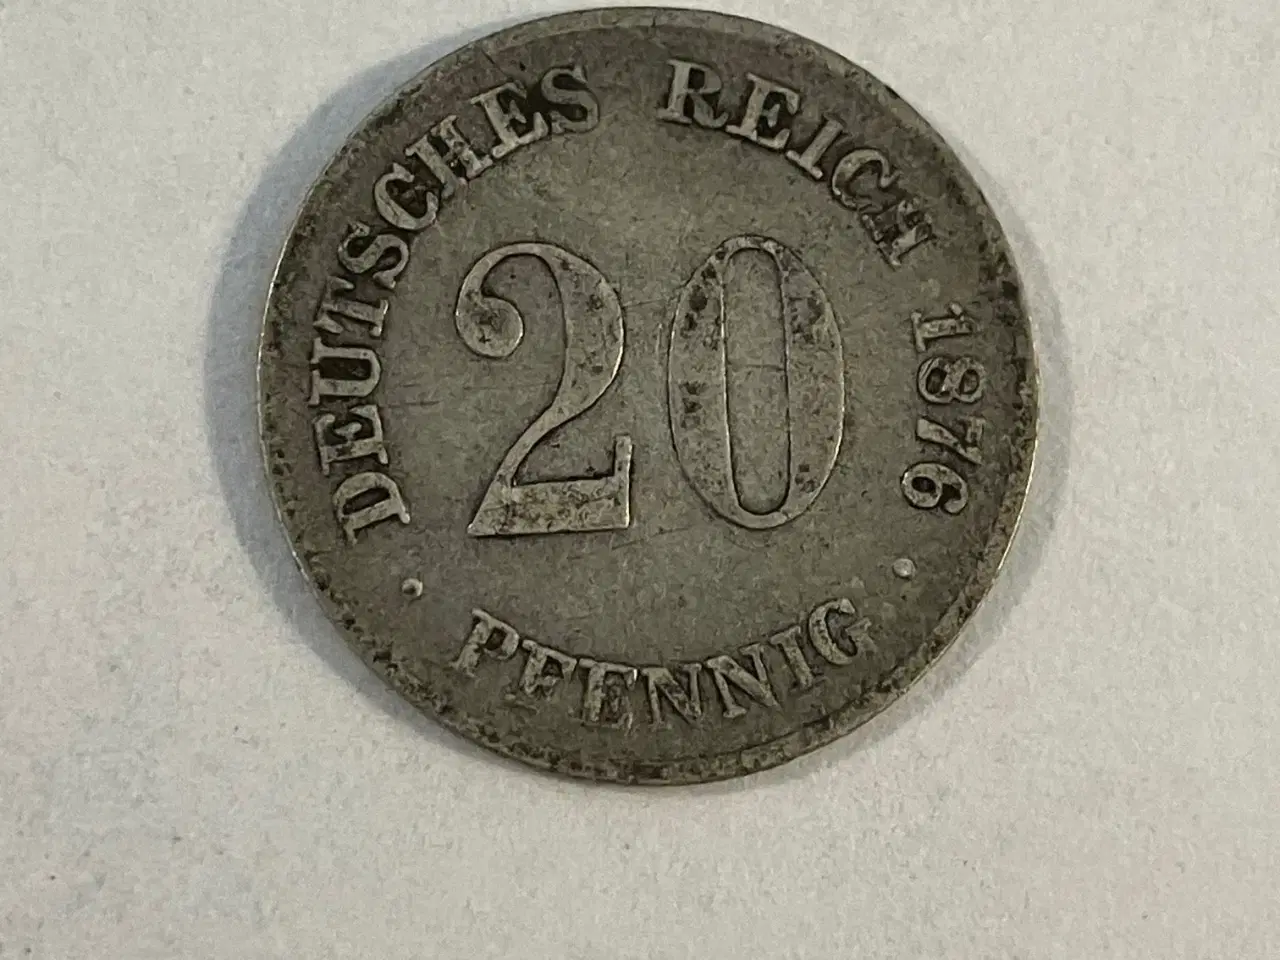 DEUTSCHES REICH 1876
20
· PFENNIG ·